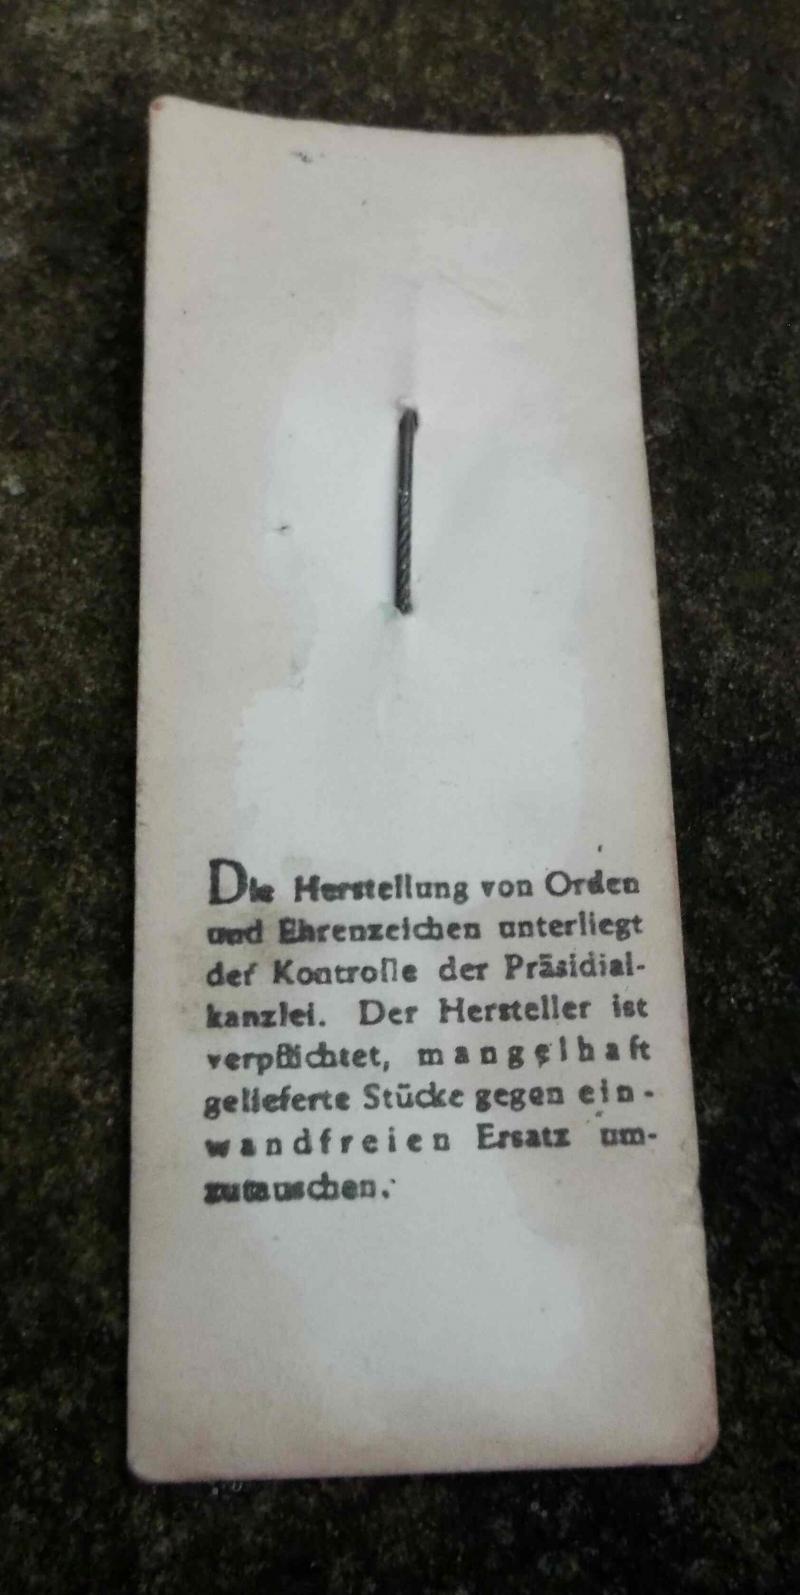 Die Herstellung von Orden
und Ehrenzeichen unterliegt
der Kontrolle der Präsidial-
kanzlei. Der Hersteller ist
verpflichtet, mangelhaft
gelieferte Stücke gegen ein-
wandfreien Ersatz um-
zutauschen.